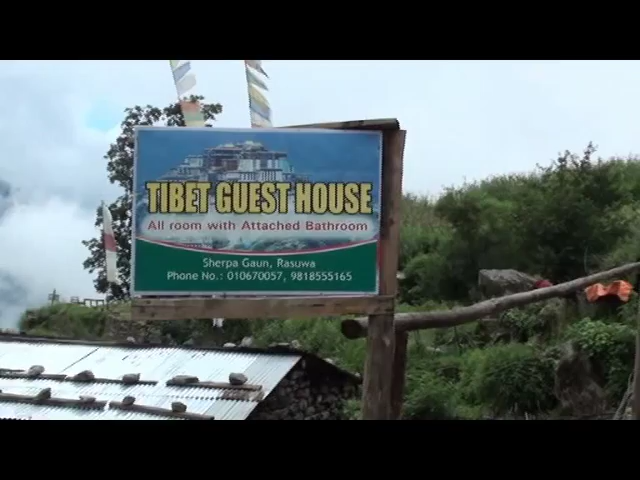 TIBET GUEST HOUSE
All room with Attached Bathroom
Sherpa Gaun, Rasuwa
Phone No.: 010670057, 9818555165